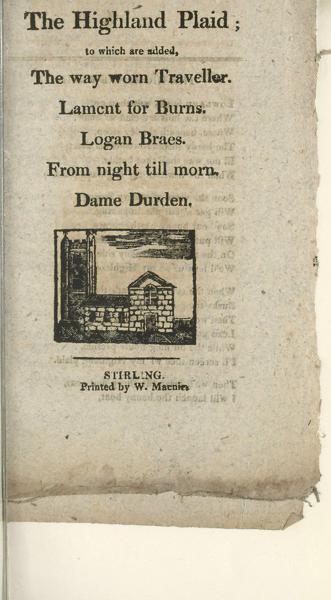 The Highland Plaid;
to which are added,
The way worn Traveller.
Lament for Burns.
Logan Braes.
From night till morn.
Dame Durden.
STIRLING.
Printed by W. Macnie.